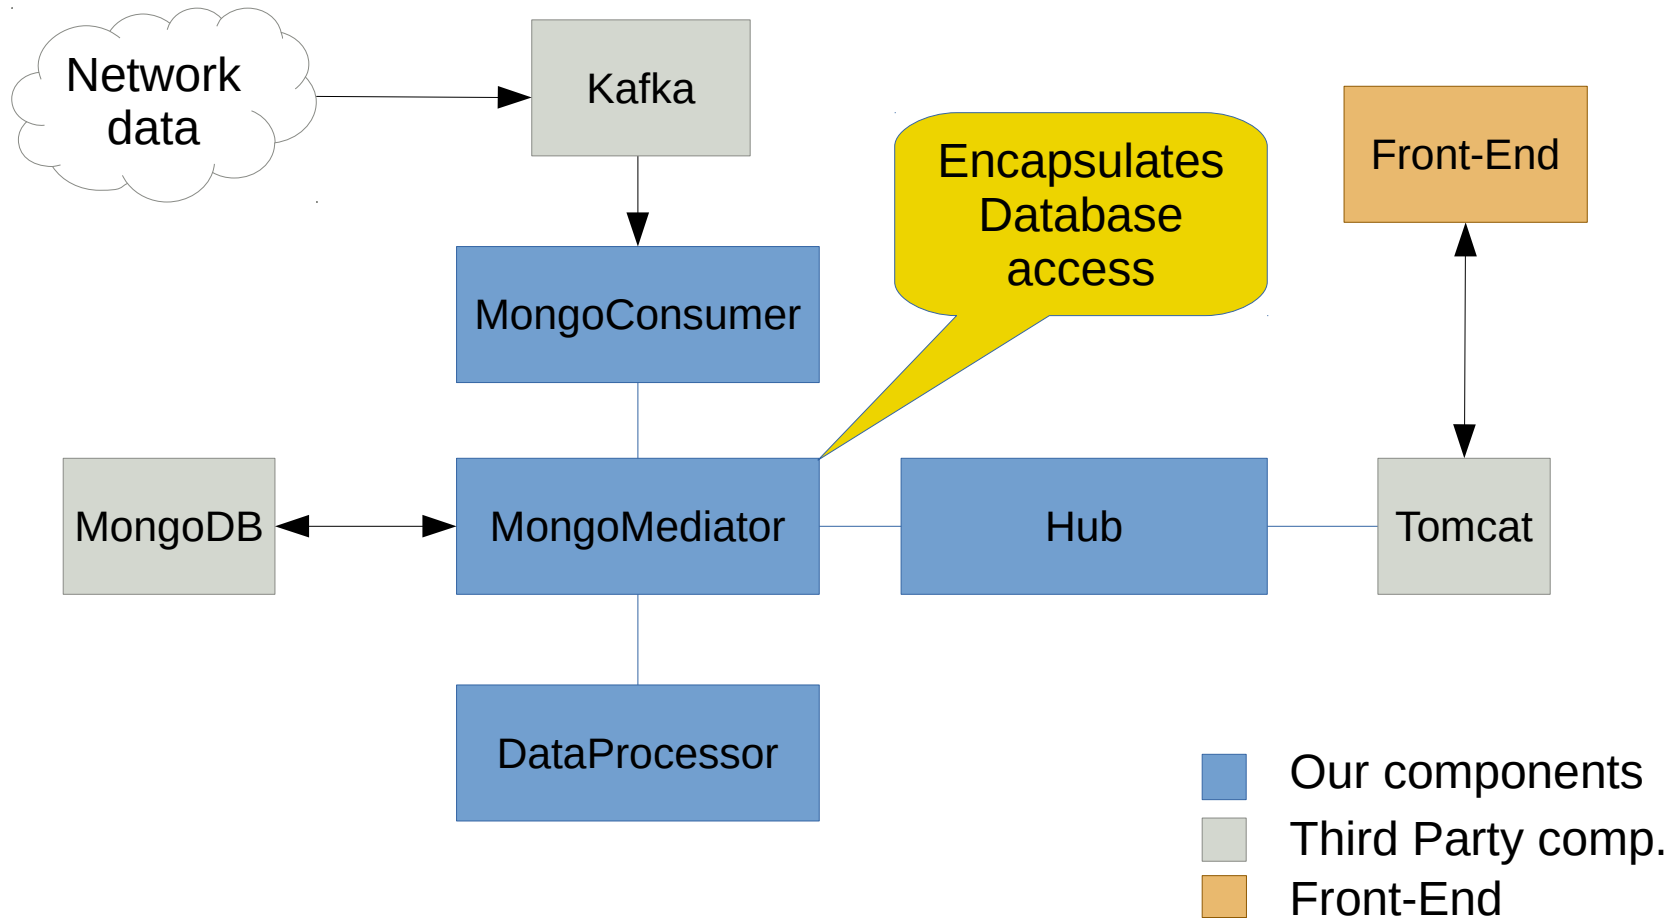 Network
data
Kafka
Encapsulates
Database
access
Front-End
MongoConsumer
MongoDB
MongoMediator
Hub
Tomcat
DataProcessor
Our components
Third Party comp.
Front-End